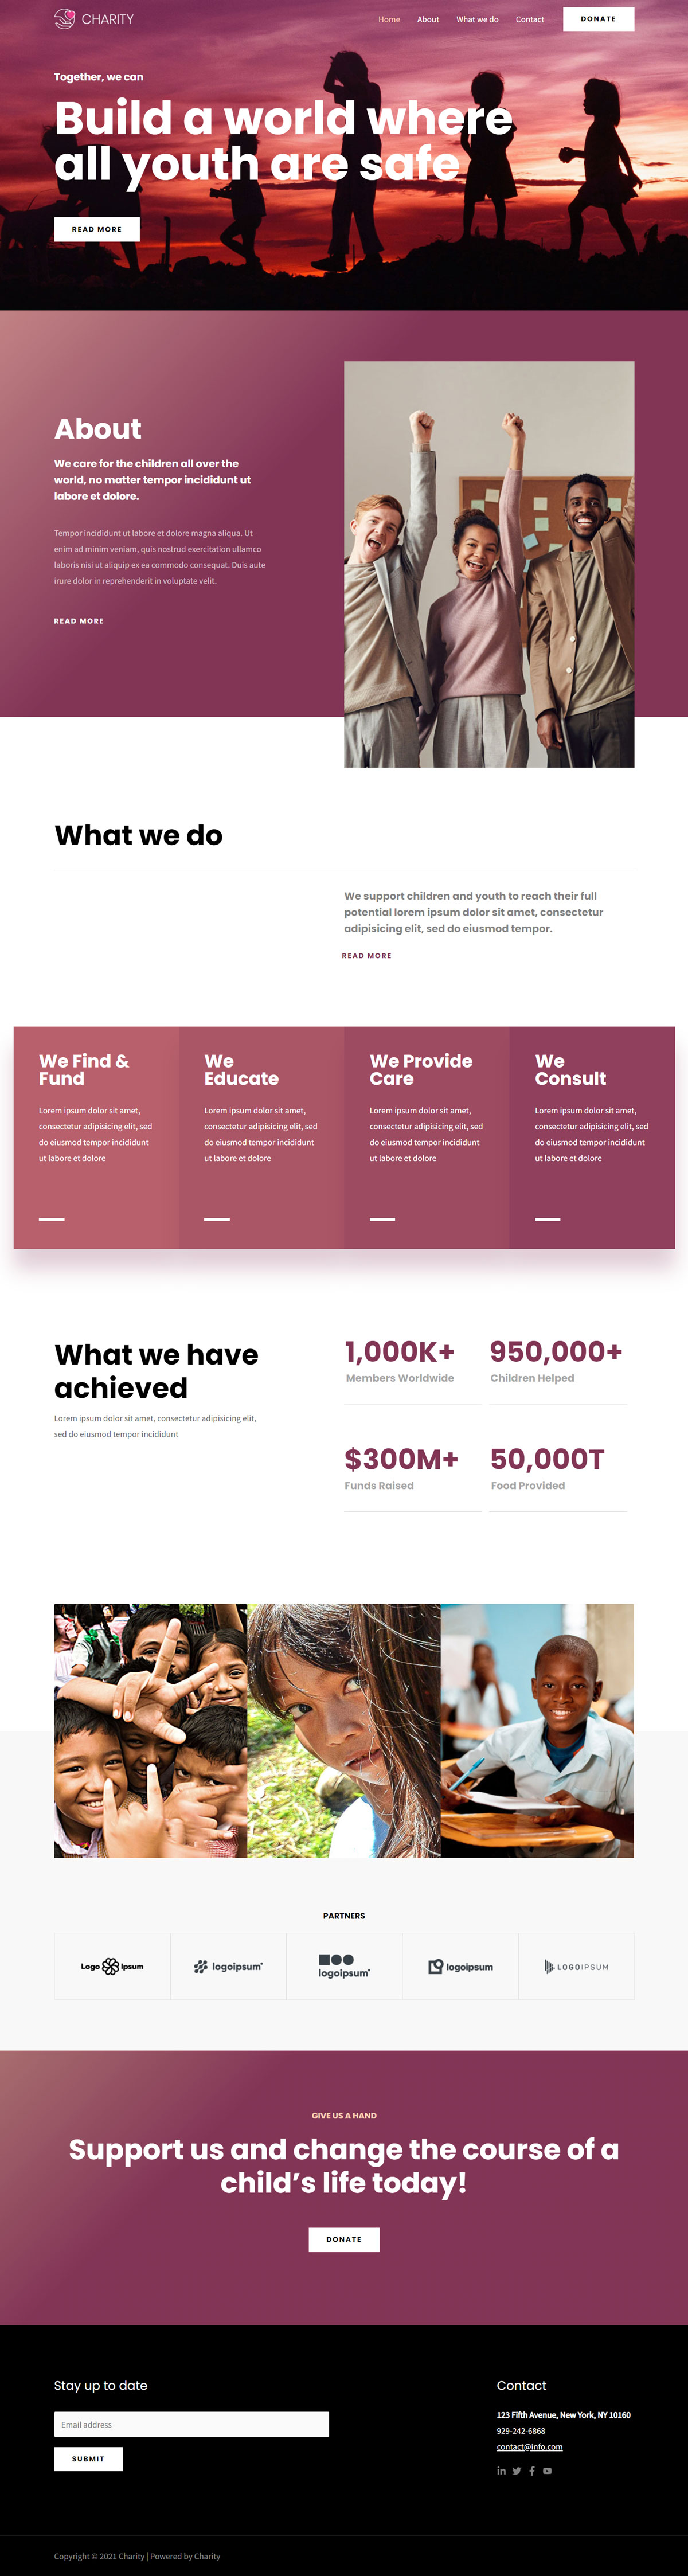 CHARITY
Home
About
What we do
Contact
DONATE
Together, we can
Build a world where
all youth are safe
READ MORE
About
We care for the children all over the
world, no matter tempor incididunt ut
labore et dolore.
Tempor incididunt ut labore et dolore magna aliqua. Ut
enim ad minim veniam, quis nostrud exercitation ullamco
laboris nisi ut aliquip ex ea commodo consequat. Duis aute
irure dolor in reprehenderit in voluptate velit.
READ MORE
What we do
We support children and youth to reach their full
potential lorem ipsum dolor sit amet, consectetur
adipisicing elit, sed do eiusmod tempor.
READ MORE
We Find &
Fund
Lorem ipsum dolor sit amet,
consectetur adipisicing elit, sed
do eiusmod tempor incididunt
ut labore et dolore
We
Educate
Lorem ipsum dolor sit amet,
consectetur adipisicing elit, sed
do eiusmod tempor incididunt
ut labore et dolore
We Provide
Care
Lorem ipsum dolor sit amet,
consectetur adipisicing elit, sed
do eiusmod tempor incididunt
ut labore et dolore
We
Consult
Lorem ipsum dolor sit amet,
consectetur adipisicing elit, sed
do eiusmod tempor incididunt
ut labore et dolore
What we have
achieved
Lorem ipsum dolor sit amet, consectetur adipisicing elit,
sed do eiusmod tempor incididunt
1,000K+
Members Worldwide
950,000+
Children Helped
$300M+
Funds Raised
50,000T
Food Provided
PARTNERS
Logo Ipsum
logoipsum
logoipsum
logoipsum
LOGOIPSUM
GIVE US A HAND
Support us and change the course of a
child’s life today!
DONATE
Stay up to date
Email address
SUBMIT
Contact
123 Fifth Avenue, New York, NY 10160
929-242-6868
contact@info.com
Copyright © 2021 Charity | Powered by Charity